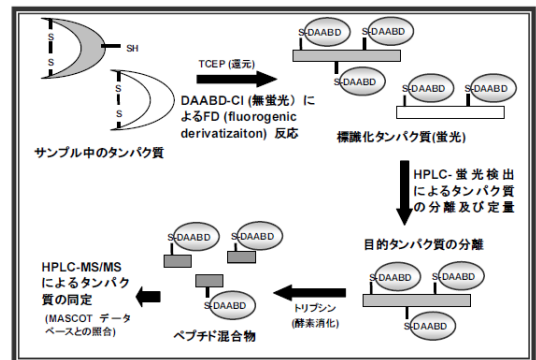 S
S
SH
S
S
サンプル中のタンパク質
TCEP (還元)
DAABD-Cl (無蛍光) に
よるFD (fluorogenic
derivatizaiton) 反応
S-DAABD
S-DAABD
S-DAABD
S-DAABD
S-DAABD
標識化タンパク質(蛍光)
HPLC- 蛍光検出
によるタンパク質
の分離及び定量
目的タンパク質の分離
S-DAABD
S-DAABD
S-DAABD
トリプシン
(酵素消化)
S-DAABD
S-DAABD
S-DAABD
ペプチド混合物
HPLC-MS/MS
によるタンパク
質の同定
(MASCOT データ
ベースとの照合)